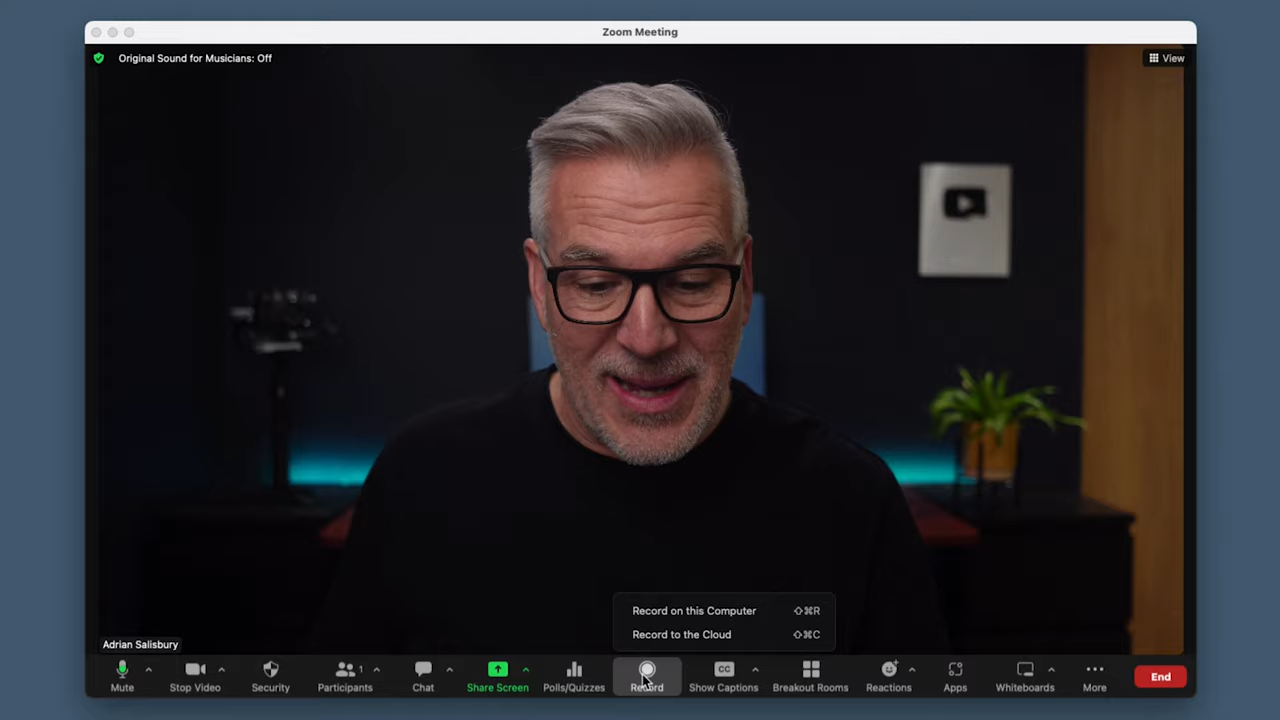 Zoom Meeting
Original Sound for Musicians: Off
View
Record on this Computer ⇧⌘R
Record to the Cloud ⇧⌘C
Adrian Salisbury
1
Mute
Stop Video
Security
Participants
Chat
Share Screen
Polls/Quizzes
Record
CC
Show Captions
Breakout Rooms
Reactions
Apps
Whiteboards
More
End